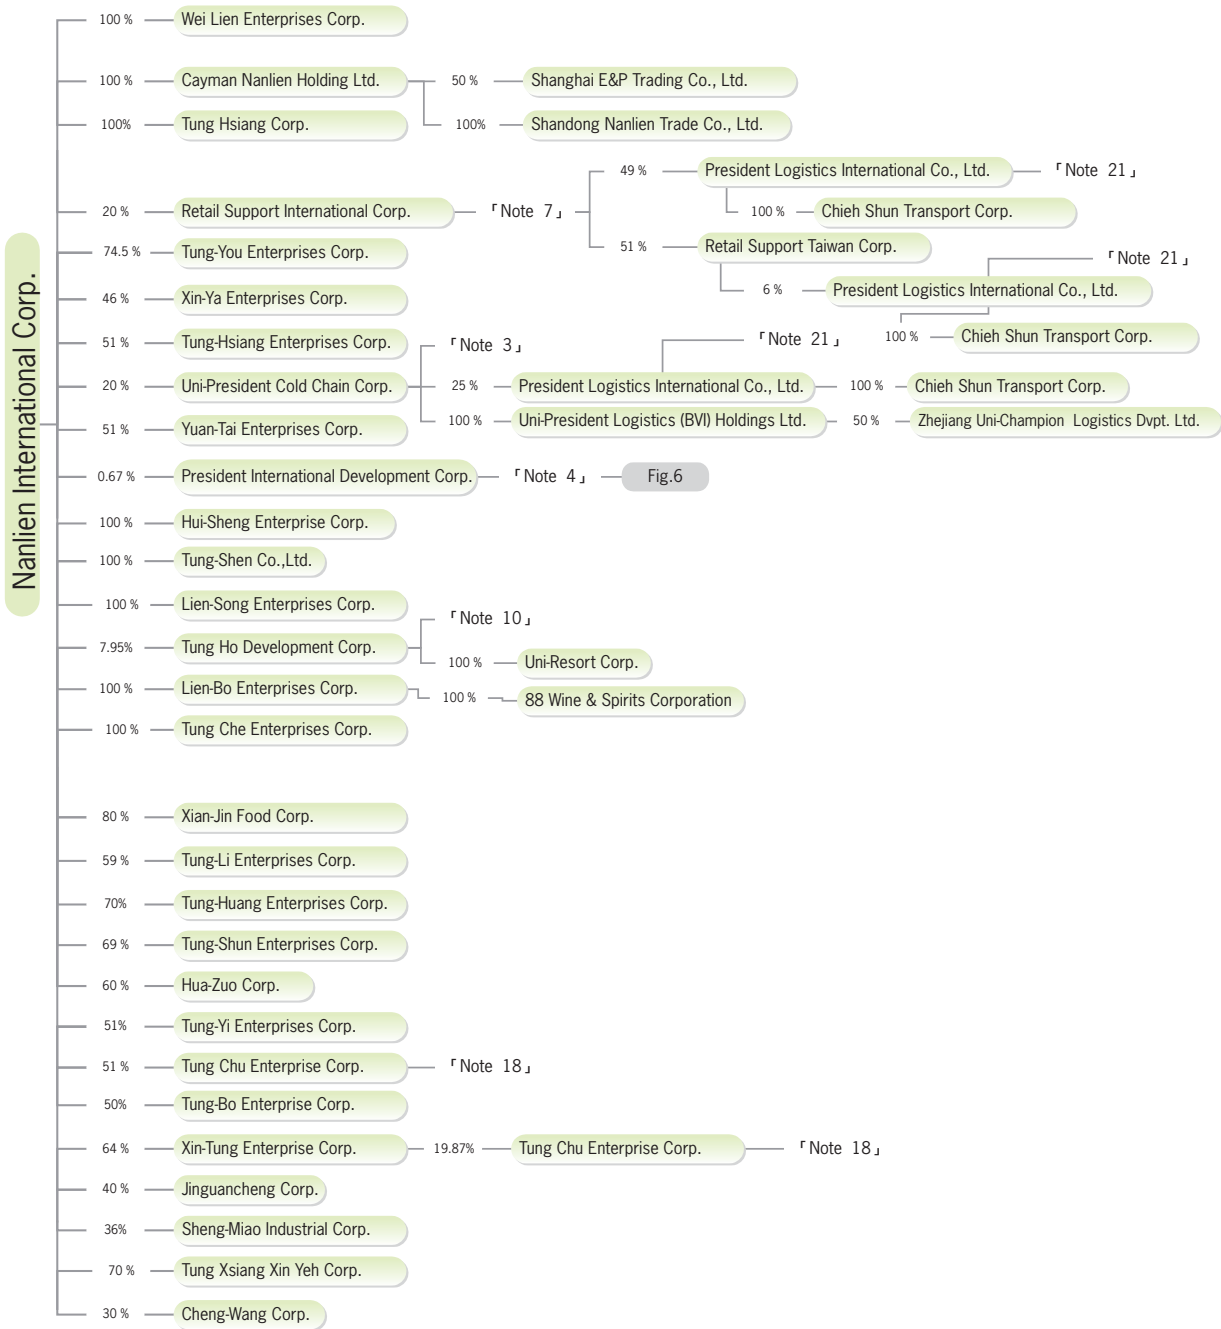 Nanlien International Corp.
100 % Wei Lien Enterprises Corp.
100 % Cayman Nanlien Holding Ltd. 50 % Shanghai E&P Trading Co., Ltd.
100% Tung Hsiang Corp. 100% Shandong Nanlien Trade Co., Ltd.
49 % President Logistics International Co., Ltd. 「Note 21」
20 % Retail Support International Corp. 「Note 7」 100 % Chieh Shun Transport Corp.
74.5 % Tung-You Enterprises Corp. 51 % Retail Support Taiwan Corp. 「Note 21」
46 % Xin-Ya Enterprises Corp. 6 % President Logistics International Co., Ltd.
51 % Tung-Hsiang Enterprises Corp. 「Note 3」 「Note 21」 100 % Chieh Shun Transport Corp.
20 % Uni-President Cold Chain Corp. 25 % President Logistics International Co., Ltd. 100 % Chieh Shun Transport Corp.
51 % Yuan-Tai Enterprises Corp. 100 % Uni-President Logistics (BVI) Holdings Ltd. 50 % Zhejiang Uni-Champion Logistics Dvpt. Ltd.
0.67 % President International Development Corp. 「Note 4」 Fig.6
100 % Hui-Sheng Enterprise Corp.
100 % Tung-Shen Co.,Ltd.
100 % Lien-Song Enterprises Corp. 「Note 10」
7.95% Tung Ho Development Corp. 100 % Uni-Resort Corp.
100 % Lien-Bo Enterprises Corp. 100 % 88 Wine & Spirits Corporation
100 % Tung Che Enterprises Corp.
80 % Xian-Jin Food Corp.
59 % Tung-Li Enterprises Corp.
70% Tung-Huang Enterprises Corp.
69 % Tung-Shun Enterprises Corp.
60 % Hua-Zuo Corp.
51% Tung-Yi Enterprises Corp.
51 % Tung Chu Enterprise Corp. 「Note 18」
50% Tung-Bo Enterprise Corp.
64 % Xin-Tung Enterprise Corp. 19.87% Tung Chu Enterprise Corp. 「Note 18」
40 % Jinguancheng Corp.
36% Sheng-Miao Industrial Corp.
70 % Tung Xsiang Xin Yeh Corp.
30 % Cheng-Wang Corp.